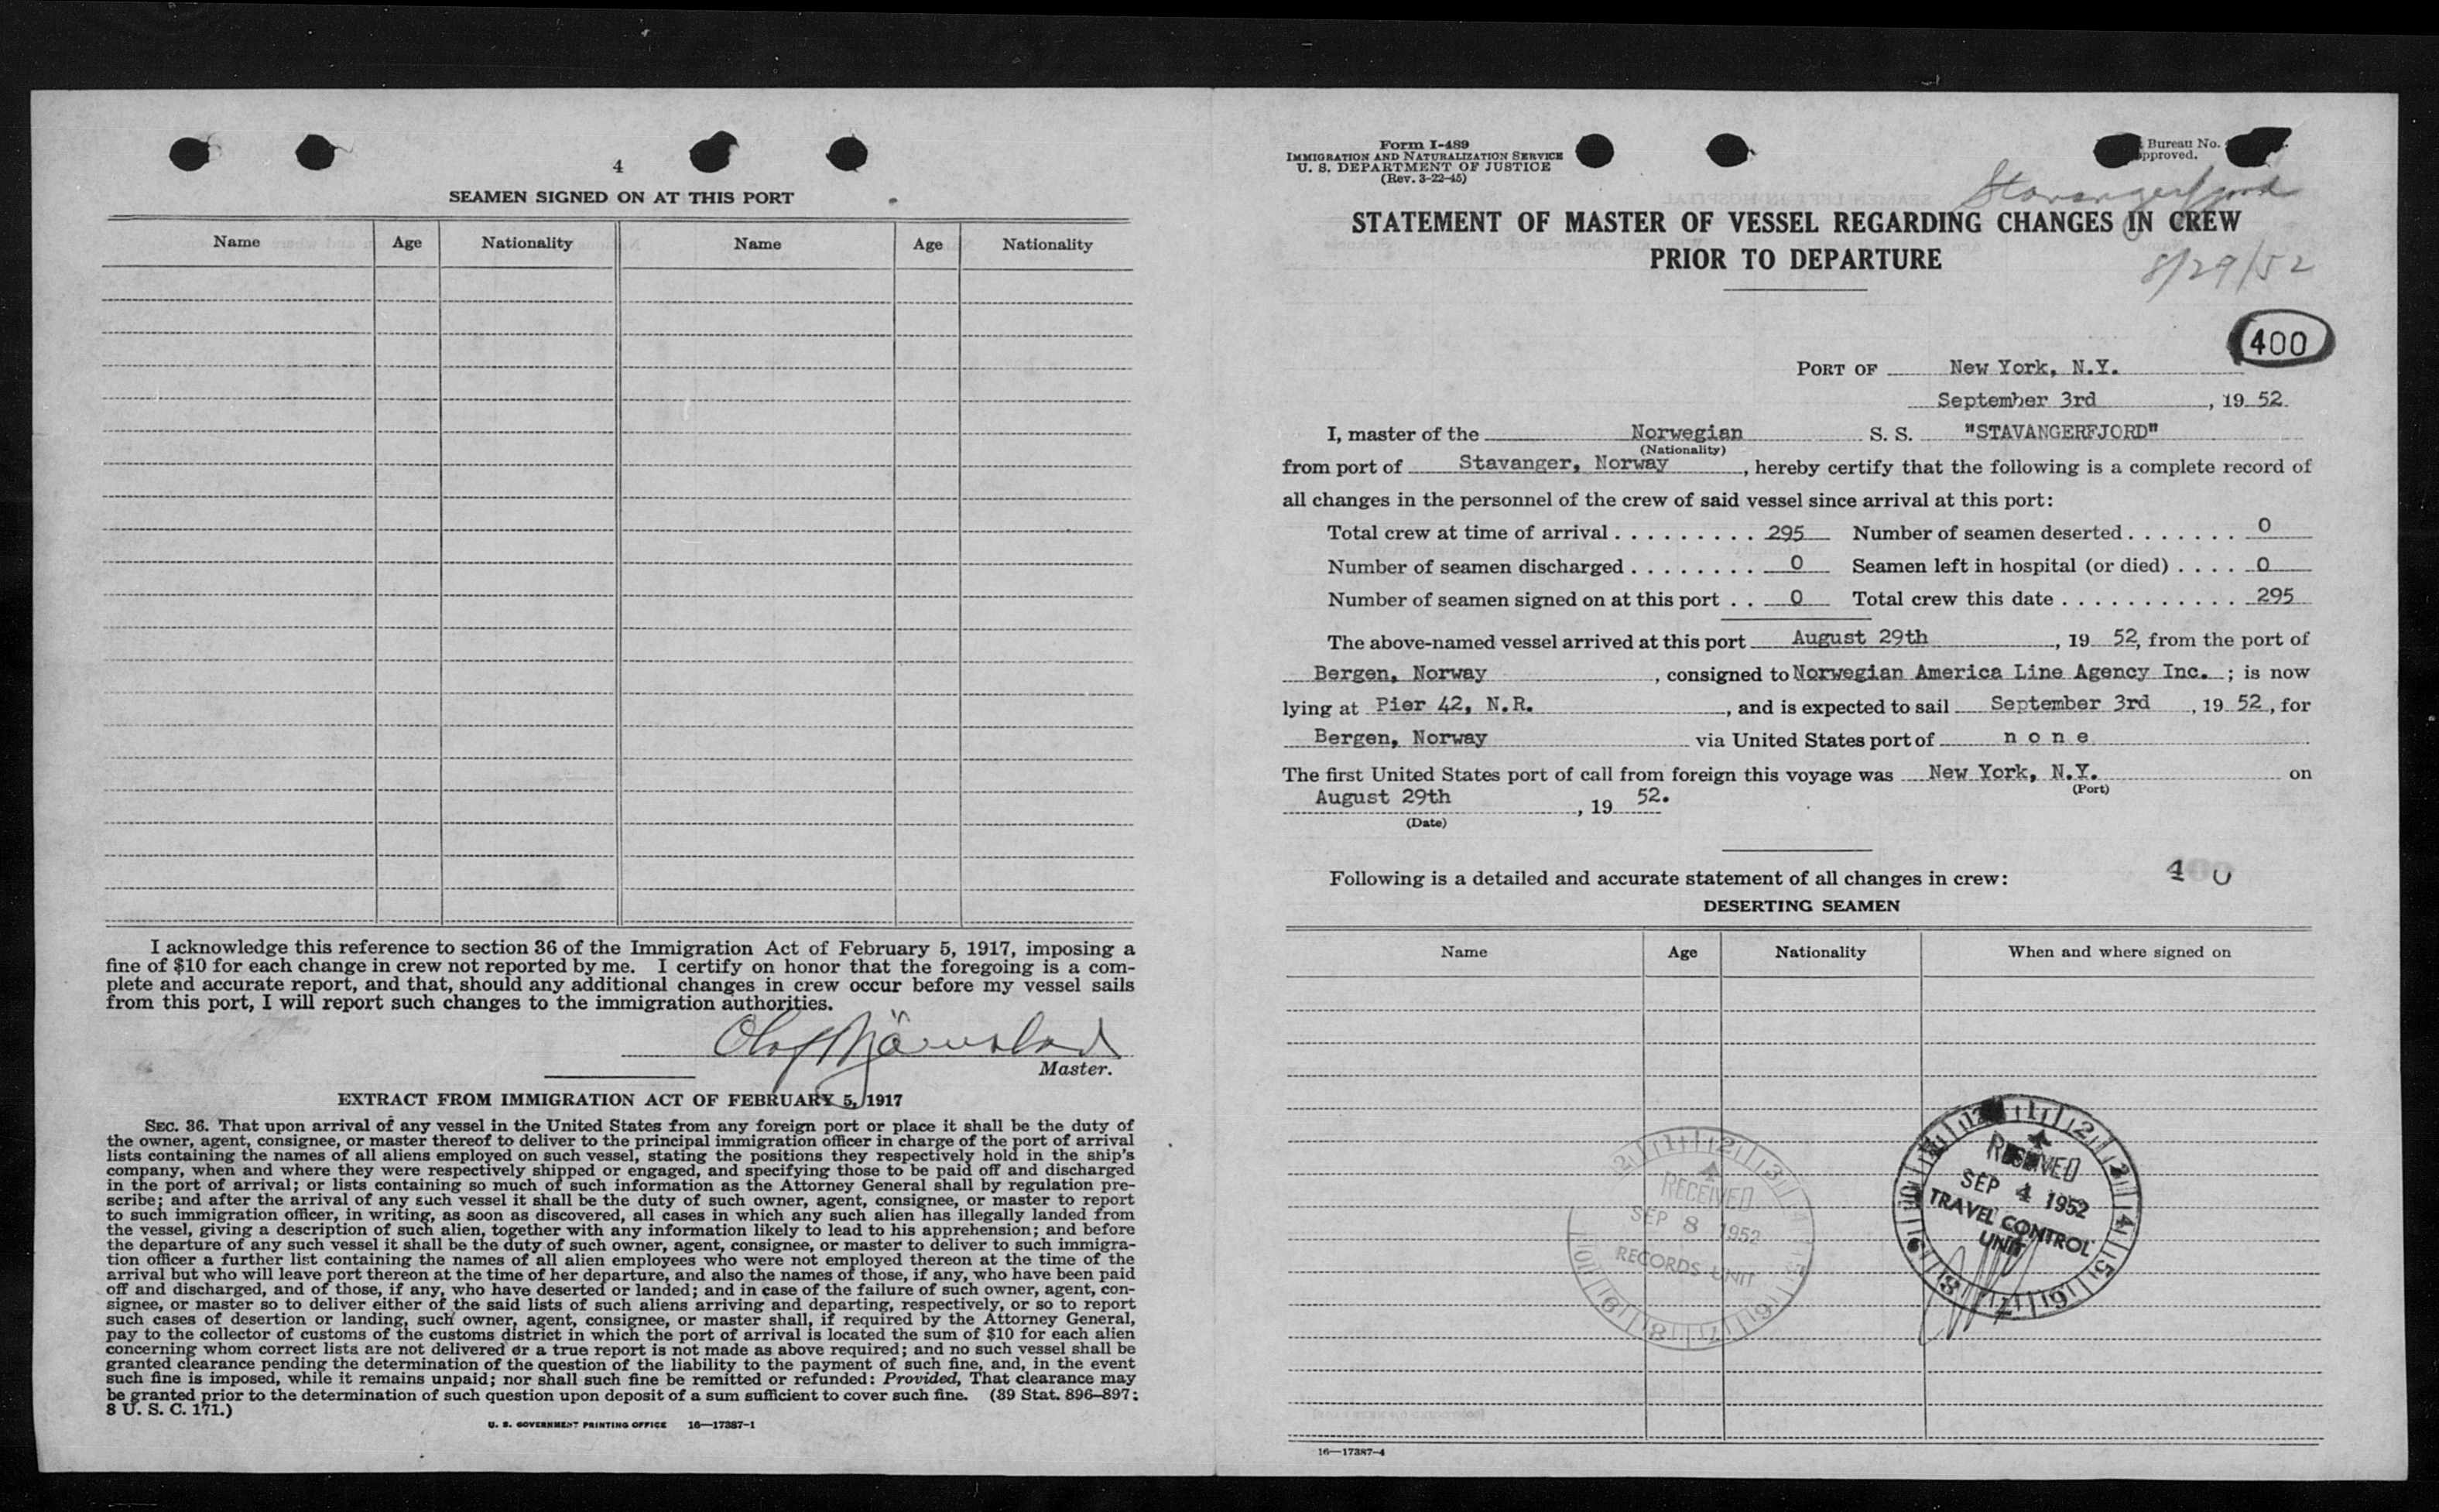 4
SEAMEN SIGNED ON AT THIS PORT
Name Age Nationality Name Age Nationality
I acknowledge this reference to section 36 of the Immigration Act of February 5, 1917, imposing a
fine of $10 for each change in crew not reported by me. I certify on honor that the foregoing is a com-
plete and accurate report, and that, should any additional changes in crew occur before my vessel sails
from this port, I will report such changes to the immigration authorities.
Olaf Bjärnstad
Master.
EXTRACT FROM IMMIGRATION ACT OF FEBRUARY 5, 1917
SEC. 36. That upon arrival of any vessel in the United States from any foreign port or place it shall be the duty of
the owner, agent, consignee, or master thereof to deliver to the principal immigration officer in charge of the port of arrival
lists containing the names of all aliens employed on such vessel, stating the positions they respectively hold in the ship's
company, when and where they were respectively shipped or engaged, and specifying those to be paid off and discharged
in the port of arrival; or lists containing so much of such information as the Attorney General shall by regulation pre-
scribe; and after the arrival of any such vessel it shall be the duty of such owner, agent, consignee, or master to report
to such immigration officer, in writing, as soon as discovered, all cases in which any such alien has illegally landed from
the vessel, giving a description of such alien, together with any information likely to lead to his apprehension; and before
the departure of any such vessel it shall be the duty of such owner, agent, consignee, or master to deliver to such immigra-
tion officer a further list containing the names of all alien employees who were not employed thereon at the time of the
arrival but who will leave port thereon at the time of her departure, and also the names of those, if any, who have been paid
off and discharged, and of those, if any, who have deserted or landed; and in case of the failure of such owner, agent, con-
signee, or master so to deliver either of the said lists of such aliens arriving and departing, respectively, or so to report
such cases of desertion or landing, such owner, agent, consignee, or master shall, if required by the Attorney General,
pay to the collector of customs of the customs district in which the port of arrival is located the sum of $10 for each alien
concerning whom correct lists are not delivered or a true report is not made as above required; and no such vessel shall be
granted clearance pending the determination of the question of the liability to the payment of such fine, and, in the event
such fine is imposed, while it remains unpaid; nor shall such fine be remitted or refunded: Provided, That clearance may
be granted prior to the determination of such question upon deposit of a sum sufficient to cover such fine. (39 Stat. 896–897;
8 U. S. C. 171.)
U. S. GOVERNMENT PRINTING OFFICE 16—17387-1
Form I-489
IMMIGRATION AND NATURALIZATION SERVICE
U. S. DEPARTMENT OF JUSTICE
(Rev. 3-22-45)
Bureau No.
pproved.
Stavangerfjord
STATEMENT OF MASTER OF VESSEL REGARDING CHANGES IN CREW
PRIOR TO DEPARTURE
8/29/52
400
PORT OF New York, N.Y.
September 3rd, 19 52
I, master of the Norwegian S. S. "STAVANGERFJORD"
(Nationality)
from port of Stavanger, Norway, hereby certify that the following is a complete record of
all changes in the personnel of the crew of said vessel since arrival at this port:
Total crew at time of arrival . . . . . . . . . 295 Number of seamen deserted . . . . . . . 0
Number of seamen discharged . . . . . . . . 0 Seamen left in hospital (or died) . . . . 0
Number of seamen signed on at this port . . 0 Total crew this date . . . . . . . . . . . 295
The above-named vessel arrived at this port August 29th, 19 52, from the port of
Bergen, Norway, consigned to Norwegian America Line Agency Inc. ; is now
lying at Pier 42, N.R., and is expected to sail September 3rd, 19 52, for
Bergen, Norway via United States port of n o n e
The first United States port of call from foreign this voyage was New York, N.Y. on
(Port)
August 29th, 19 52.
(Date)
Following is a detailed and accurate statement of all changes in crew: 400
DESERTING SEAMEN
Name Age Nationality When and where signed on
RECEIVED
SEP 8 1952
RECORDS UNIT
RECEIVED
SEP 4 1952
TRAVEL CONTROL
UNIT
16—17387-4